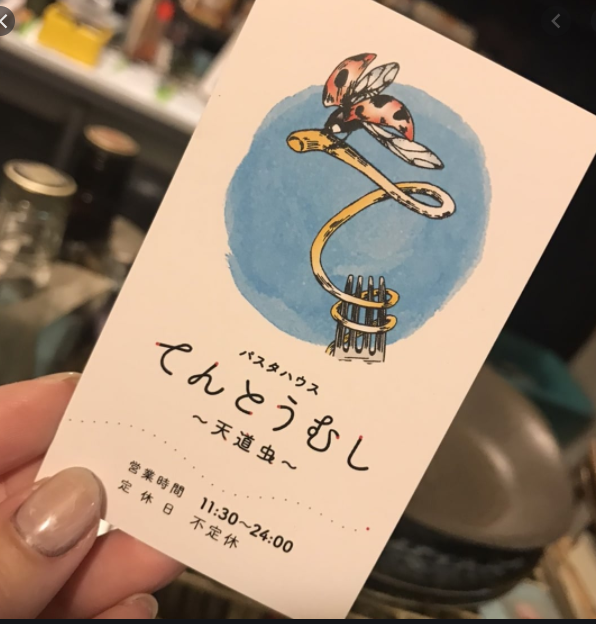 パスタハウス
てんとうむし
～天道虫～
営業時間 11:30～24:00
定休日 不定休